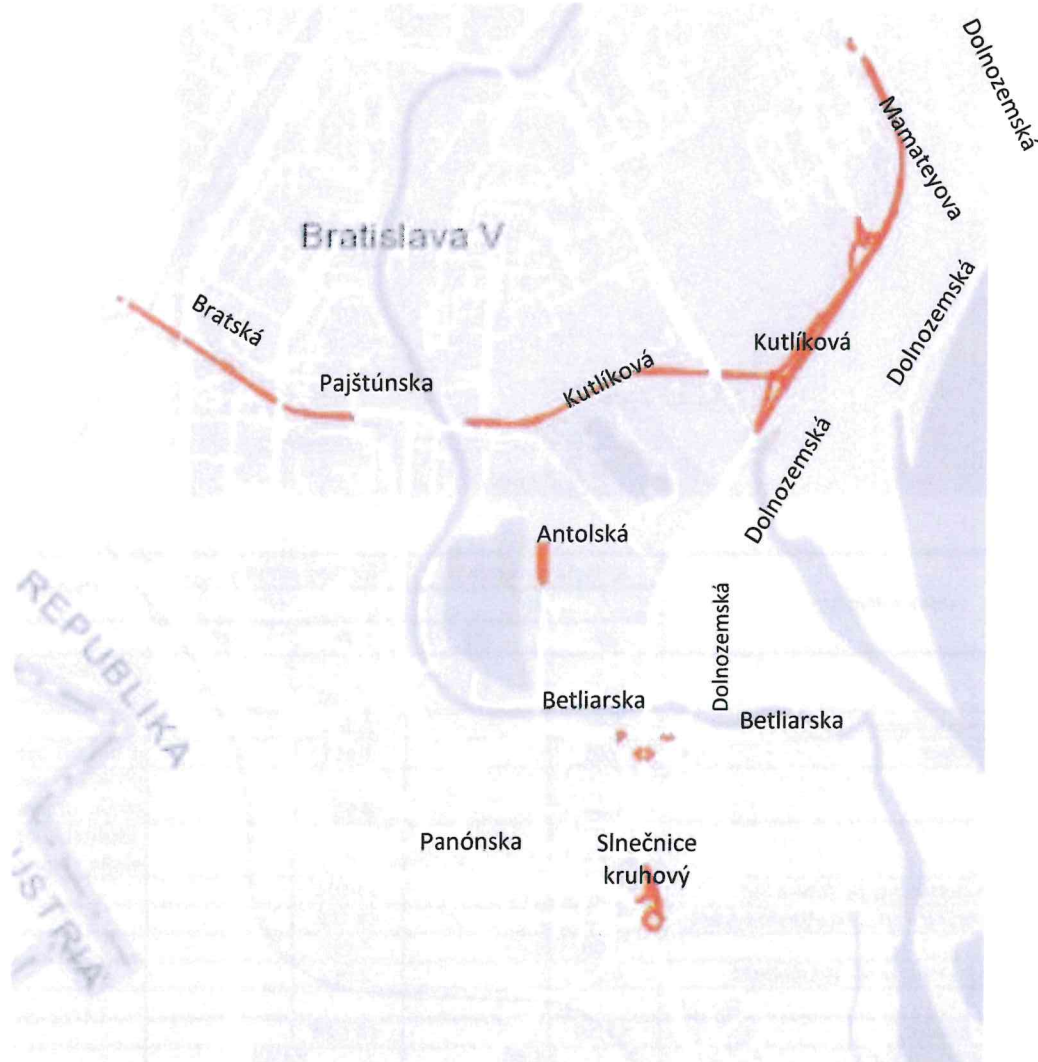 Dolnozemská
Mamateyova
Bratislava V
Dolnozemská
Bratská
Kutlíková
Pajštúnska
Kutlíková
Dolnozemská
Antolská
REPUBLIKA
Dolnozemská
Betliarska
Betliarska
Panónska
Slnečnice
kruhový
USTRIA